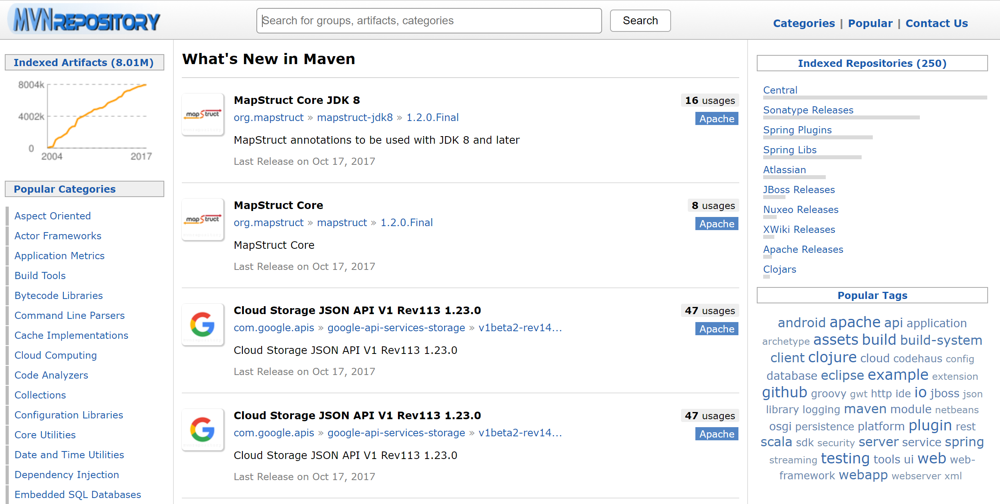 MVNREPOSITORY
Search for groups, artifacts, categories
Search
Categories | Popular | Contact Us
Indexed Artifacts (8.01M)
8004k
4002k
0
2004
2017
Popular Categories
Aspect Oriented
Actor Frameworks
Application Metrics
Build Tools
Bytecode Libraries
Command Line Parsers
Cache Implementations
Cloud Computing
Code Analyzers
Collections
Configuration Libraries
Core Utilities
Date and Time Utilities
Dependency Injection
Embedded SQL Databases
What's New in Maven
mapStruct
mvnrepository
MapStruct Core JDK 8
16 usages
org.mapstruct » mapstruct-jdk8 » 1.2.0.Final
Apache
MapStruct annotations to be used with JDK 8 and later
Last Release on Oct 17, 2017
mapStruct
mvnrepository
MapStruct Core
8 usages
org.mapstruct » mapstruct » 1.2.0.Final
Apache
MapStruct Core
Last Release on Oct 17, 2017
G
mvnrepository
Cloud Storage JSON API V1 Rev113 1.23.0
47 usages
com.google.apis » google-api-services-storage » v1beta2-rev14...
Apache
Cloud Storage JSON API V1 Rev113 1.23.0
Last Release on Oct 17, 2017
G
mvnrepository
Cloud Storage JSON API V1 Rev113 1.23.0
47 usages
com.google.apis » google-api-services-storage » v1beta2-rev14...
Apache
Cloud Storage JSON API V1 Rev113 1.23.0
Last Release on Oct 17, 2017
Indexed Repositories (250)
Central
Sonatype Releases
Spring Plugins
Spring Libs
Atlassian
JBoss Releases
Nuxeo Releases
XWiki Releases
Apache Releases
Clojars
Popular Tags
android apache api application
archetype assets build build-system
client clojure cloud codehaus config
database eclipse example extension
github groovy gwt http ide io jboss json
library logging maven module netbeans
osgi persistence platform plugin rest
scala sdk security server service spring
streaming testing tools ui web web-
framework webapp webserver xml